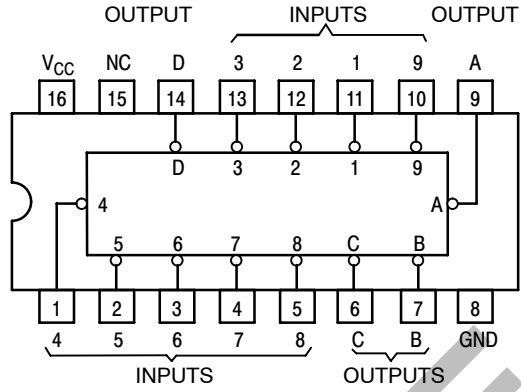 OUTPUT INPUTS OUTPUT
V_CC NC D 3 2 1 9 A
16 15 14 13 12 11 10 9
D 3 2 1 9
4 A
5 6 7 8 C B
1 2 3 4 5 6 7 8
4 5 6 7 8 C B GND
INPUTS OUTPUTS